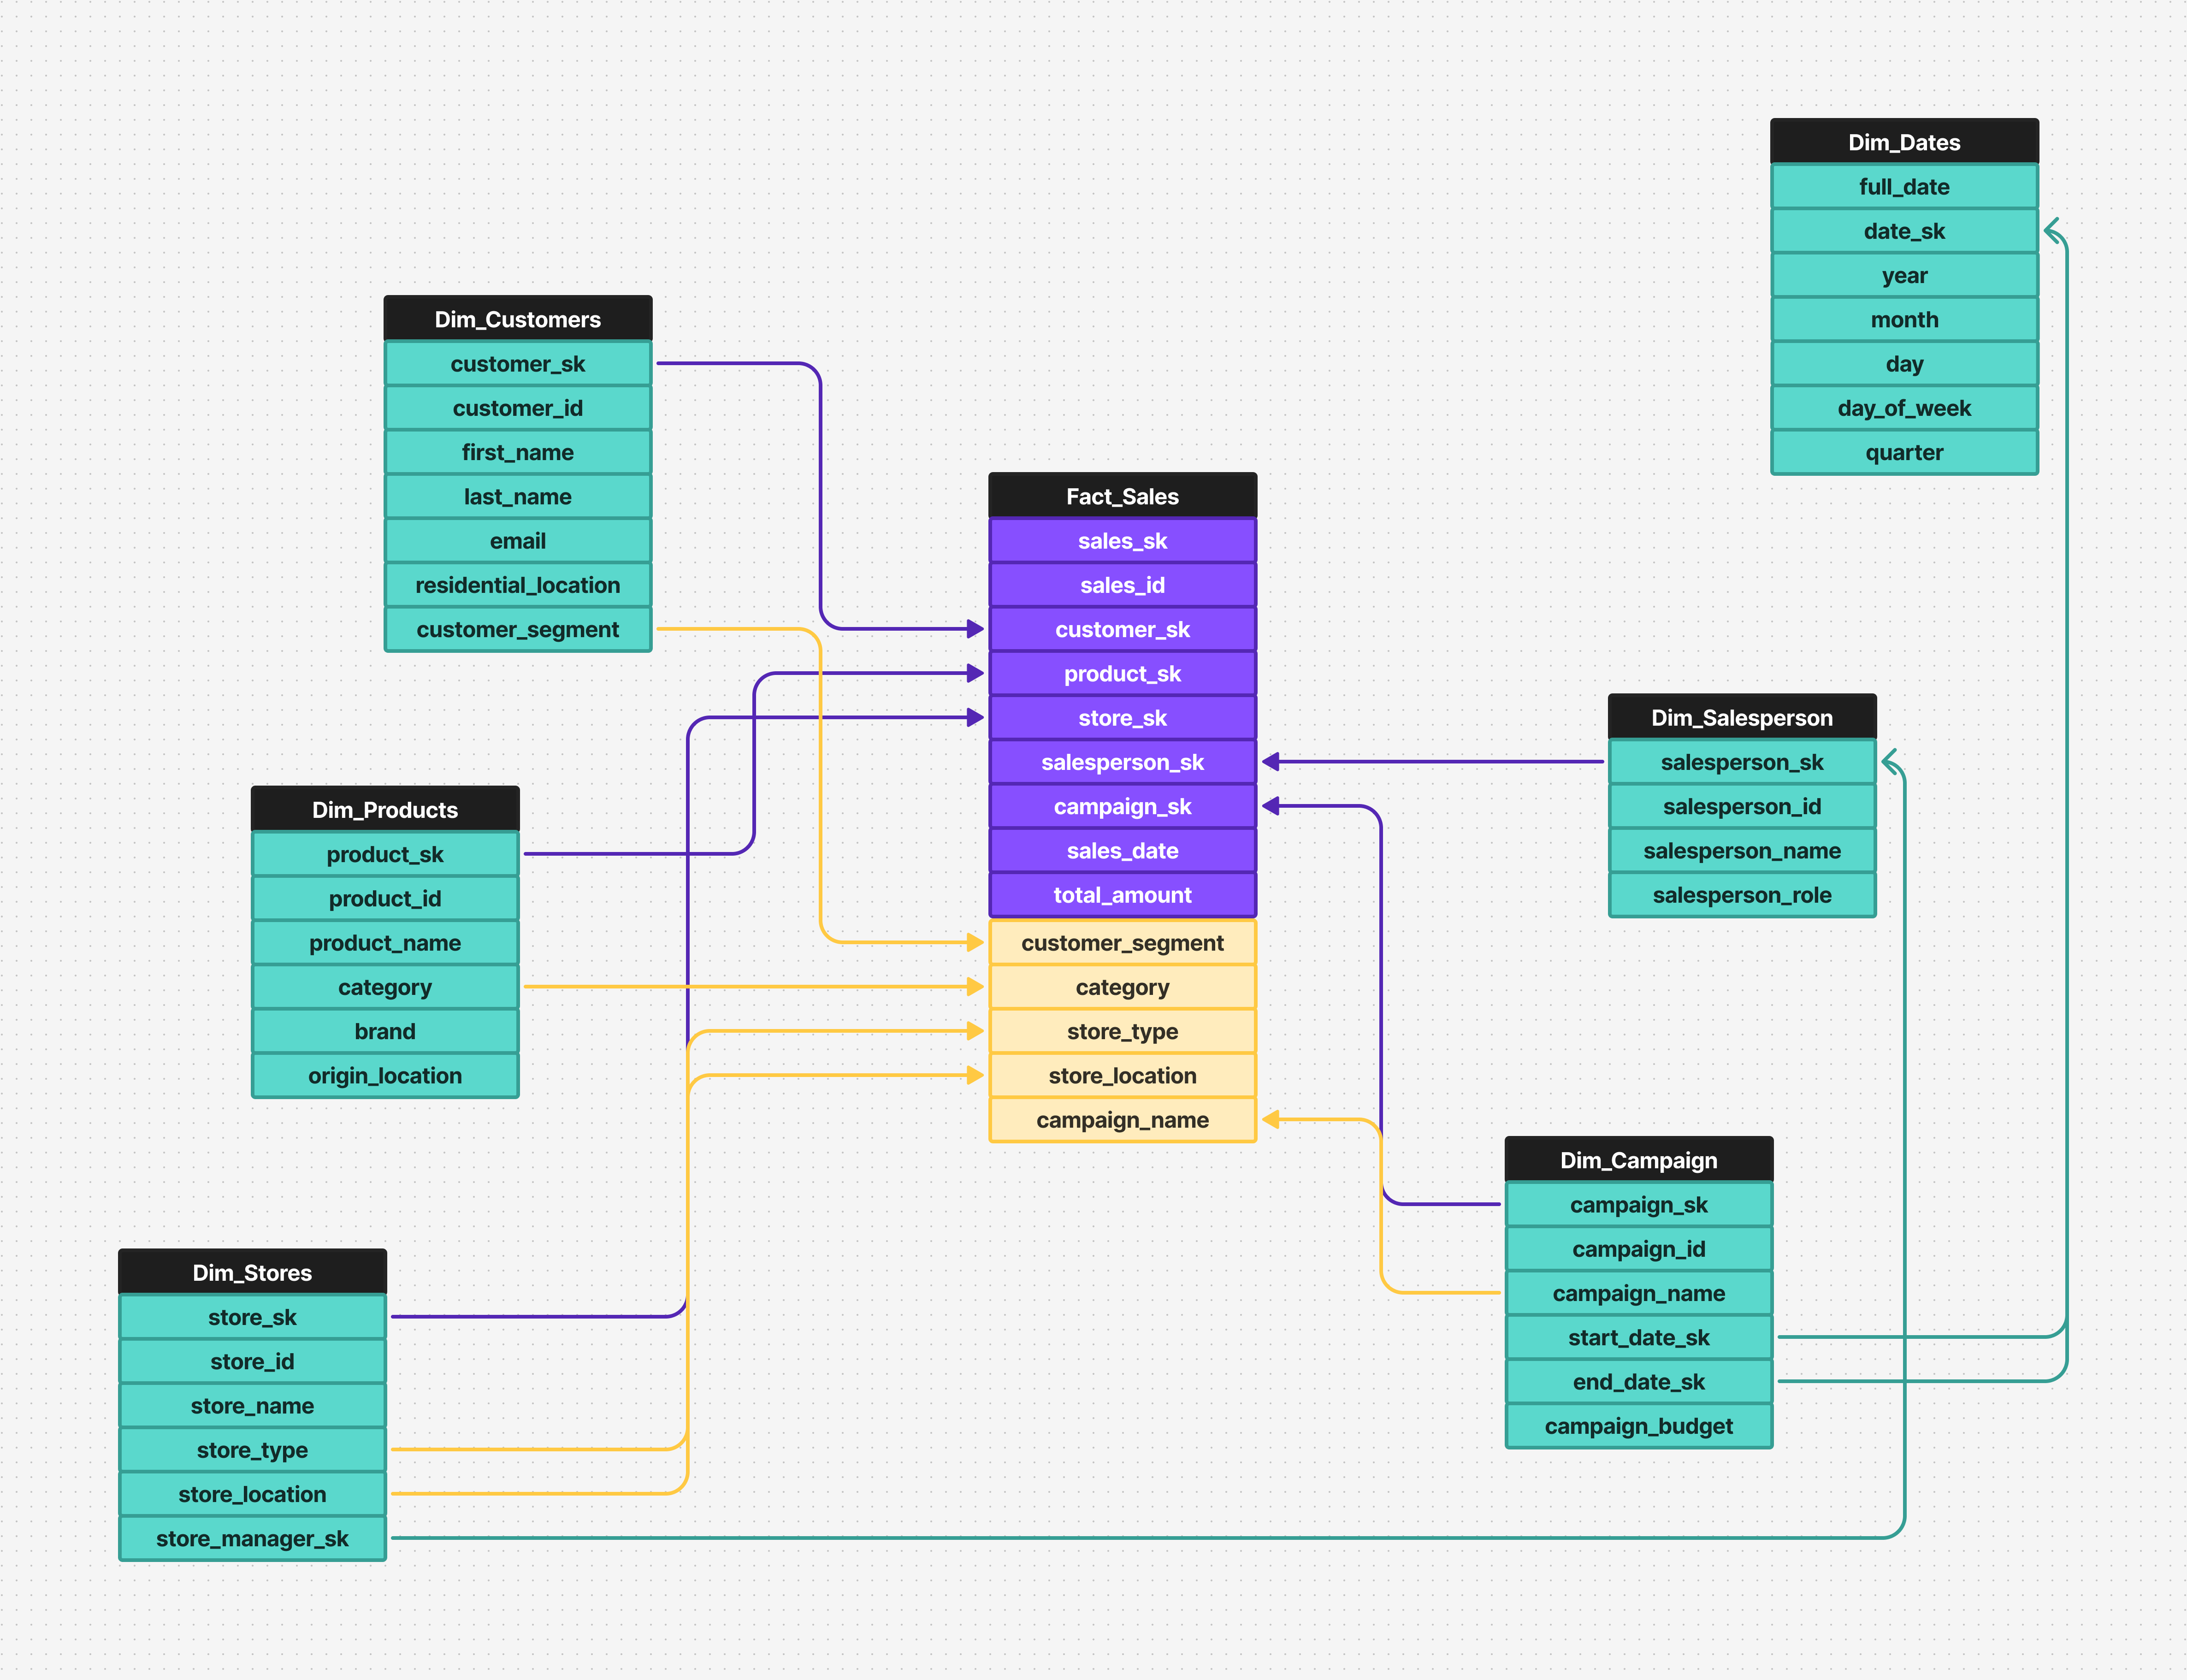 Dim_Dates
full_date
date_sk
year
month
day
day_of_week
quarter
Dim_Customers
customer_sk
customer_id
first_name
last_name
email
residential_location
customer_segment
Fact_Sales
sales_sk
sales_id
customer_sk
product_sk
store_sk
salesperson_sk
campaign_sk
sales_date
total_amount
customer_segment
category
store_type
store_location
campaign_name
Dim_Salesperson
salesperson_sk
salesperson_id
salesperson_name
salesperson_role
Dim_Products
product_sk
product_id
product_name
category
brand
origin_location
Dim_Campaign
campaign_sk
campaign_id
campaign_name
start_date_sk
end_date_sk
campaign_budget
Dim_Stores
store_sk
store_id
store_name
store_type
store_location
store_manager_sk